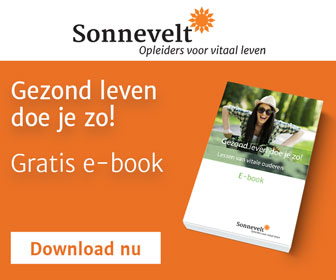 Sonnevelt
Opleiders voor vitaal leven
Gezond leven
doe je zo!
Gratis e-book
Download nu
Gezond leven doe je zo!
Lessen van vitale ouderen
E-book
Sonnevelt